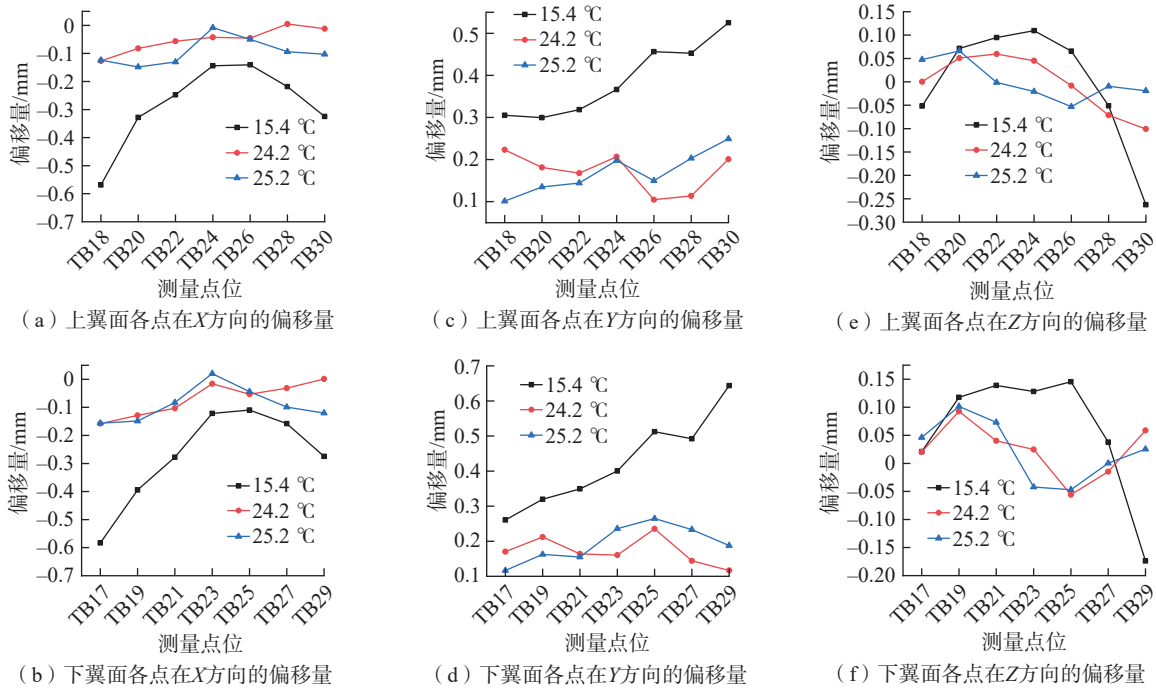 0
–0.1
–0.2
–0.3
–0.4
–0.5
–0.6
–0.7
偏移量/mm
15.4 ℃
24.2 ℃
25.2 ℃
TB18
TB20
TB22
TB24
TB26
TB28
TB30
测量点位
（a）上翼面各点在X方向的偏移量
0.5
0.4
0.3
0.2
0.1
偏移量/mm
15.4 ℃
24.2 ℃
25.2 ℃
TB18
TB20
TB22
TB24
TB26
TB28
TB30
测量点位
（c）上翼面各点在Y方向的偏移量
0.15
0.10
0.05
0
–0.05
–0.10
–0.15
–0.20
–0.25
–0.30
偏移量/mm
15.4 ℃
24.2 ℃
25.2 ℃
TB18
TB20
TB22
TB24
TB26
TB28
TB30
测量点位
（e）上翼面各点在Z方向的偏移量
0
–0.1
–0.2
–0.3
–0.4
–0.5
–0.6
–0.7
偏移量/mm
15.4 ℃
24.2 ℃
25.2 ℃
TB17
TB19
TB21
TB23
TB25
TB27
TB29
测量点位
（b）下翼面各点在X方向的偏移量
0.7
0.6
0.5
0.4
0.3
0.2
0.1
偏移量/mm
15.4 ℃
24.2 ℃
25.2 ℃
TB17
TB19
TB21
TB23
TB25
TB27
TB29
测量点位
（d）下翼面各点在Y方向的偏移量
0.15
0.10
0.05
0
–0.05
–0.10
–0.15
–0.20
偏移量/mm
15.4 ℃
24.2 ℃
25.2 ℃
TB17
TB19
TB21
TB23
TB25
TB27
TB29
测量点位
（f）下翼面各点在Z方向的偏移量